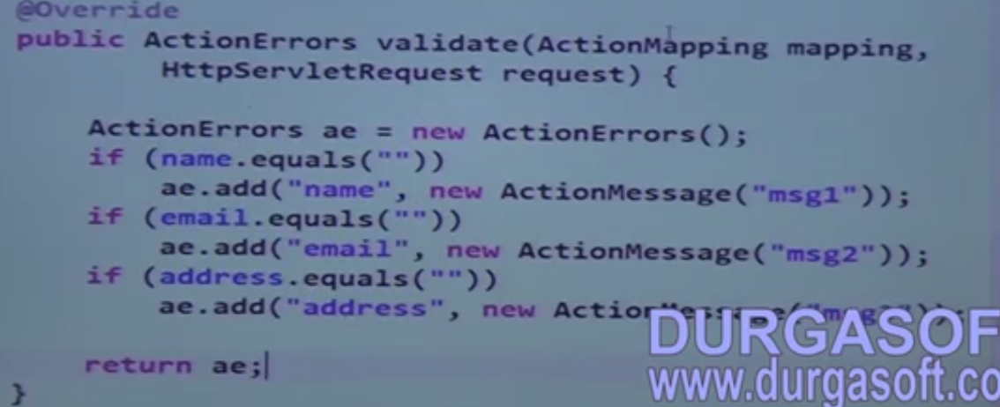 @Override
public ActionErrors validate(ActionMapping mapping,
HttpServletRequest request) {
ActionErrors ae = new ActionErrors();
if (name.equals(""))
ae.add("name", new ActionMessage("msg1"));
if (email.equals(""))
ae.add("email", new ActionMessage("msg2"));
if (address.equals(""))
ae.add("address", new ActionMessage(
return ae;
}
DURGASOF
www.durgasoft.co